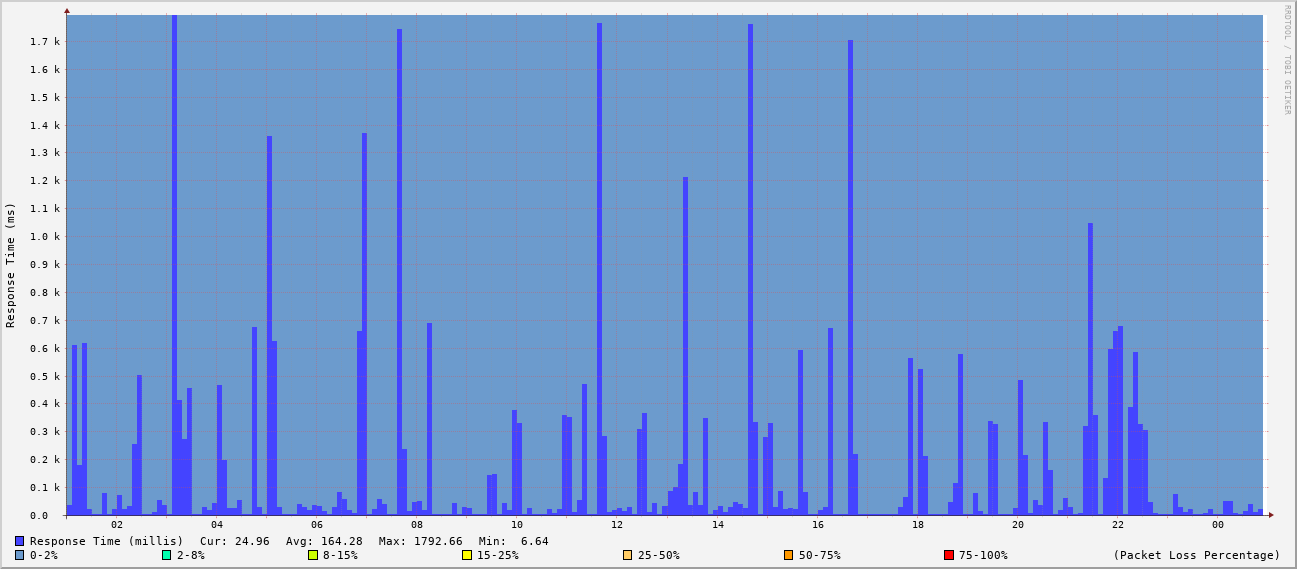 RRDTOOL / TOBI OETIKER
Response Time (ms)
1.7 k
1.6 k
1.5 k
1.4 k
1.3 k
1.2 k
1.1 k
1.0 k
0.9 k
0.8 k
0.7 k
0.6 k
0.5 k
0.4 k
0.3 k
0.2 k
0.1 k
0.0
02 04 06 08 10 12 14 16 18 20 22 00
Response Time (millis) Cur: 24.96 Avg: 164.28 Max: 1792.66 Min: 6.64
0-2% 2-8% 8-15% 15-25% 25-50% 50-75% 75-100% (Packet Loss Percentage)